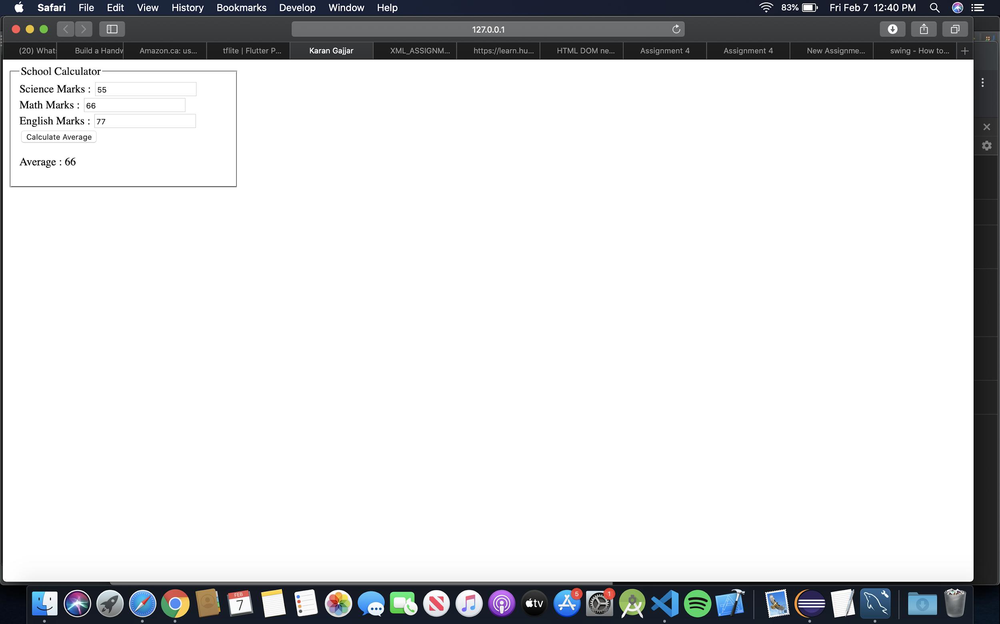 Safari File Edit View History Bookmarks Develop Window Help 83% Fri Feb 7 12:40 PM
127.0.0.1
(20) What: Build a Handw Amazon.ca: us... tflite | Flutter P... Karan Gajjar XML_ASSIGNM... https://learn.hu... HTML DOM ne... Assignment 4 Assignment 4 New Assignme... swing - How to...
School Calculator
Science Marks : 55
Math Marks : 66
English Marks : 77
Calculate Average
Average : 66
FEB
7
tv
5
1